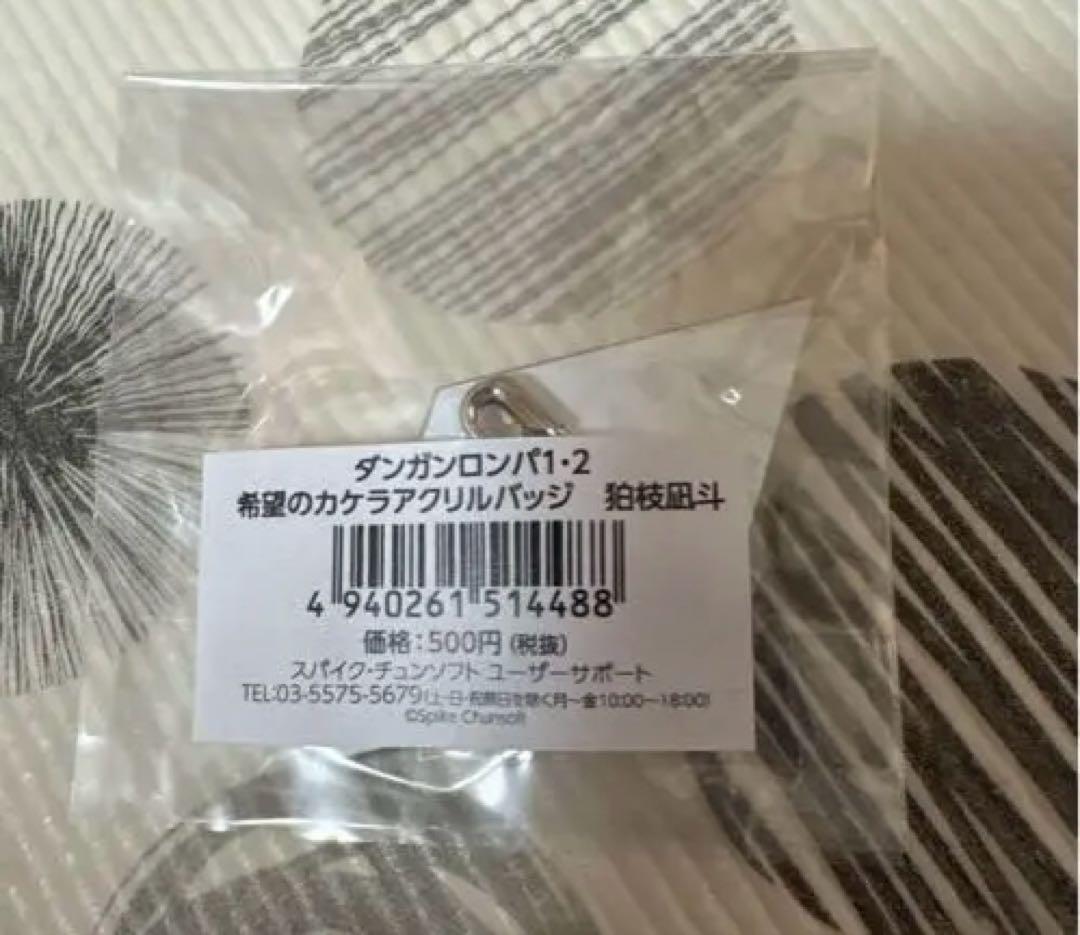 ダンガンロンパ1・2
希望のカケラアクリルバッジ　狛枝凪斗
4 940261 514488
価格：500円（税抜）
スパイク・チュンソフト ユーザーサポート
TEL:03-5575-5679(土・日・祝祭日を除く月～金10:00～18:00)
©Spike Chunsoft